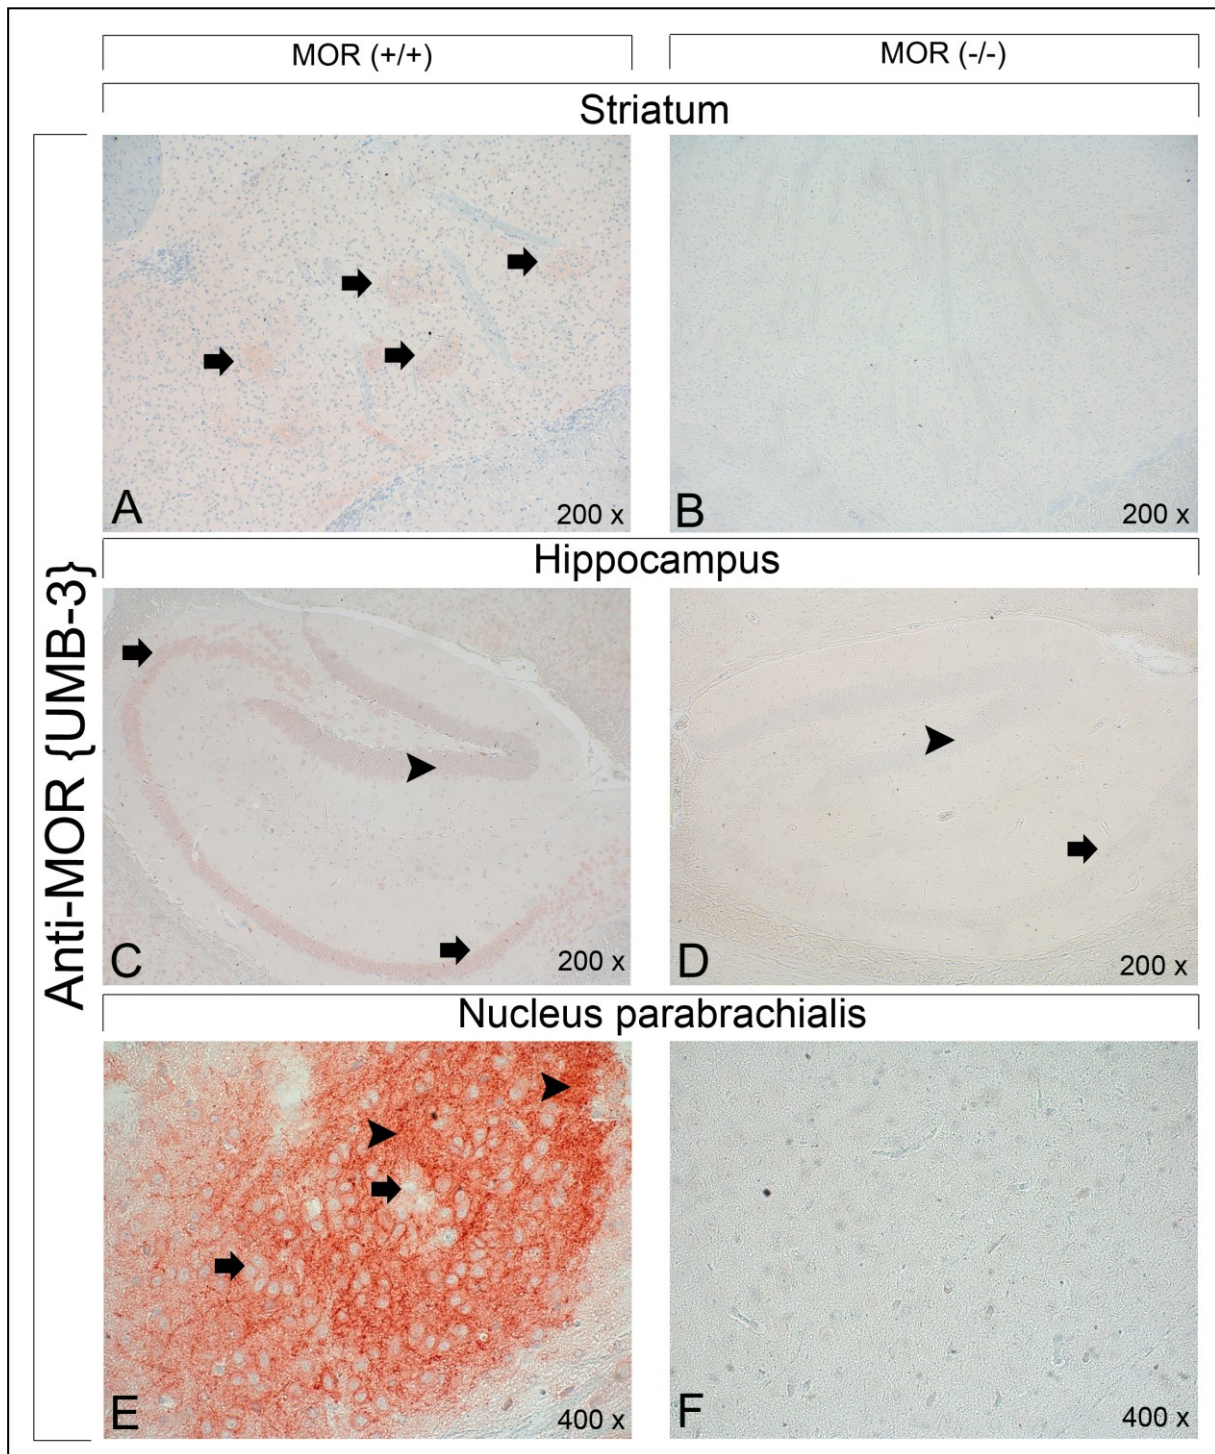 MOR (+/+)
MOR (-/-)
Striatum
Anti-MOR {UMB-3}
A
200 x
B
200 x
Hippocampus
C
200 x
D
200 x
Nucleus parabrachialis
E
400 x
F
400 x